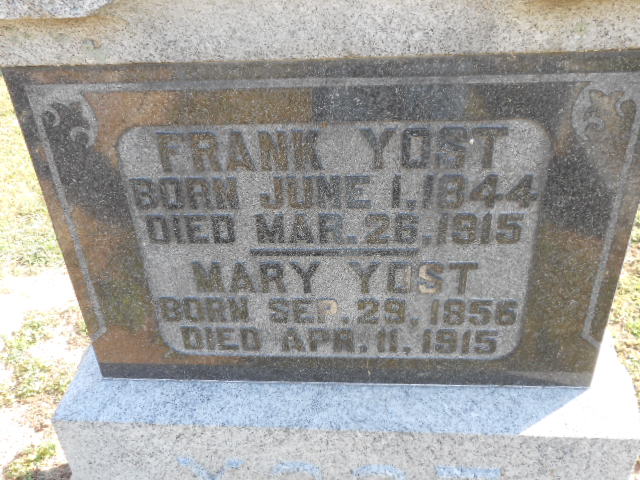 FRANK YOST
BORN JUNE 1, 1844
DIED MAR. 26, 1915
MARY YOST
BORN SEP. 29, 1856
DIED APR. 11, 1915
YOST